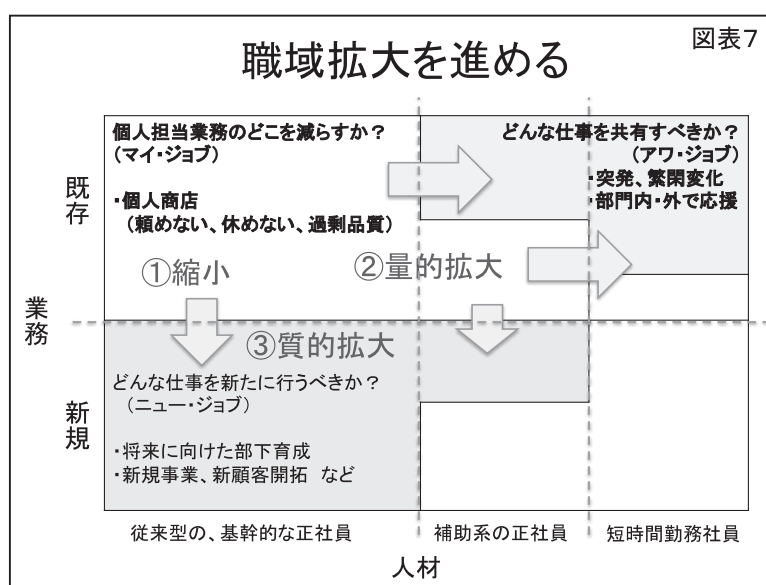 図表7
職域拡大を進める
個人担当業務のどこを減らすか？
（マイ・ジョブ）
・個人商店
（頼めない、休めない、過剰品質）
どんな仕事を共有すべきか？
（アワ・ジョブ）
・突発、繁閑変化
・部門内・外で応援
既存
①縮小
②量的拡大
業務
③質的拡大
どんな仕事を新たに行うべきか？
（ニュー・ジョブ）
・将来に向けた部下育成
・新規事業、新顧客開拓 など
新規
従来型の、基幹的な正社員
補助系の正社員
短時間勤務社員
人材